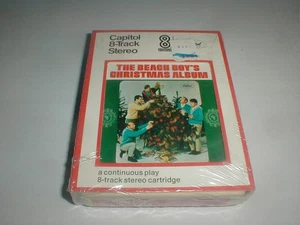 Capitol
8-Track
Stereo
8
THE BEACH BOY'S
CHRISTMAS ALBUM
a continuous play
8-track stereo cartridge